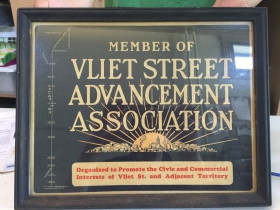 MEMBER OF
VLIET STREET
ADVANCEMENT
ASSOCIATION
Organized to Promote the Civic and Commercial
Interests of Vliet St. and Adjacent Territory